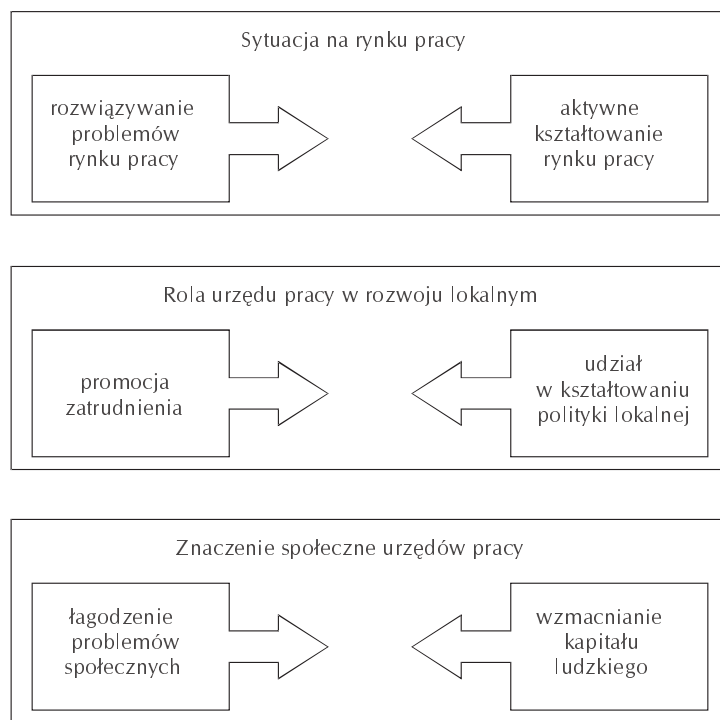 Sytuacja na rynku pracy
rozwiązywanie
problemów
rynku pracy
aktywne
kształtowanie
rynku pracy
Rola urzędu pracy w rozwoju lokalnym
promocja
zatrudnienia
udział
w kształtowaniu
polityki lokalnej
Znaczenie społeczne urzędów pracy
łagodzenie
problemów
społecznych
wzmacnianie
kapitału
ludzkiego